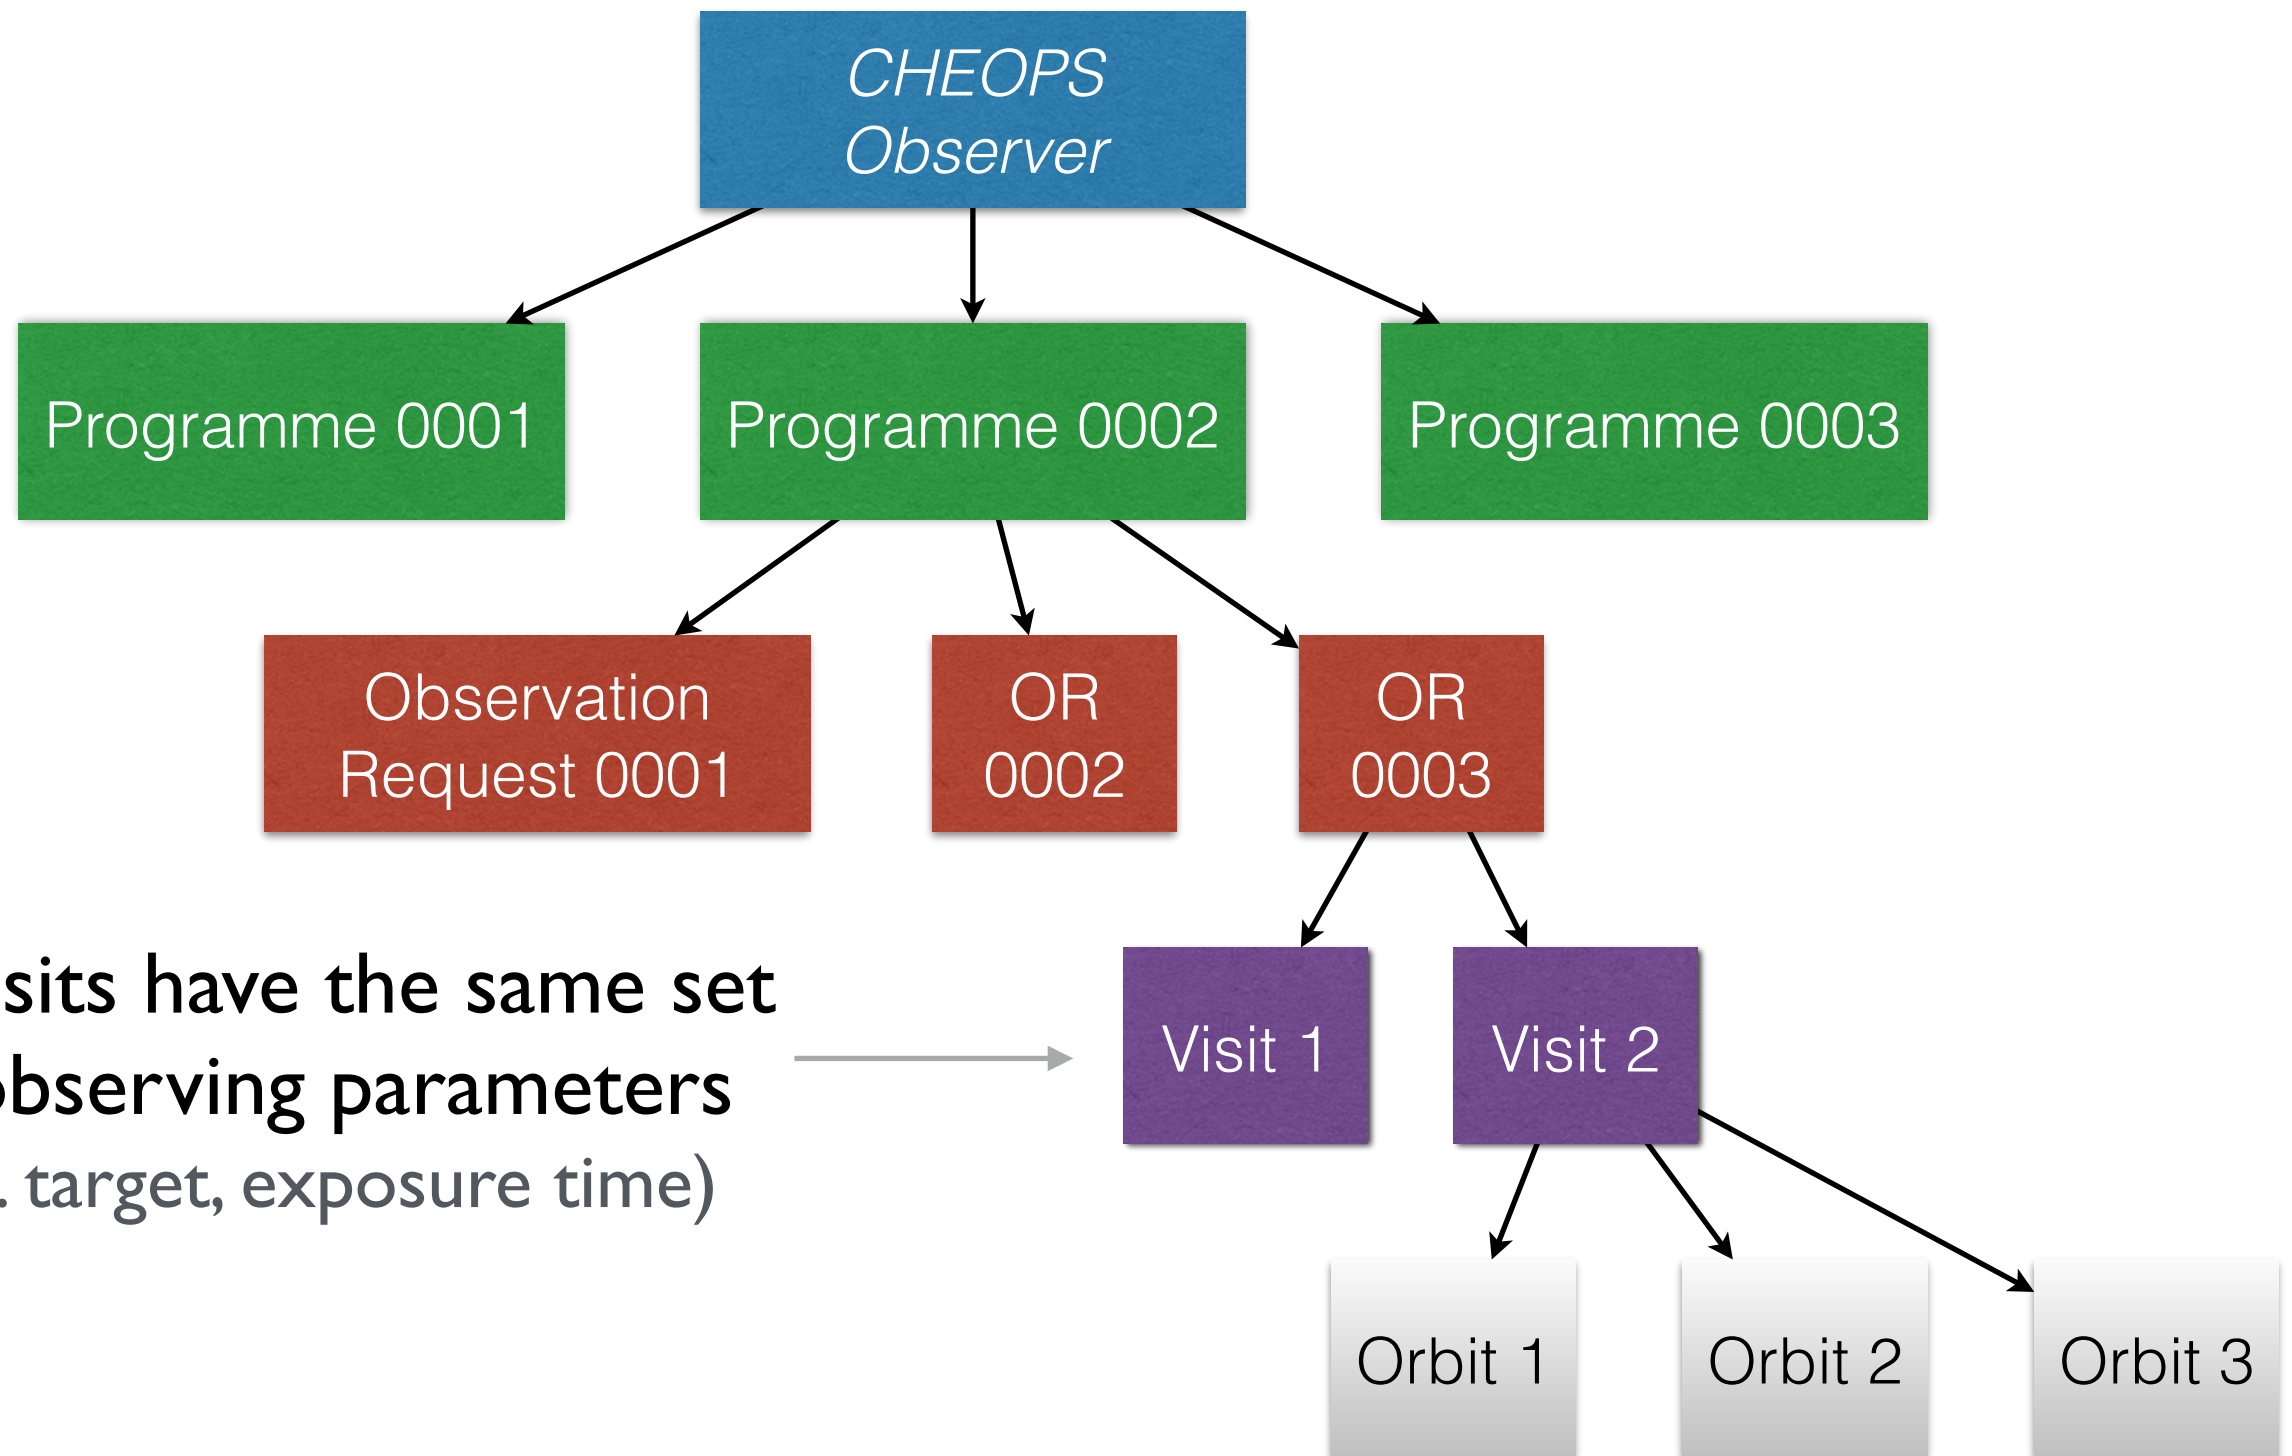 CHEOPS
Observer
Programme 0001
Programme 0002
Programme 0003
Observation
Request 0001
OR
0002
OR
0003
sits have the same set
observing parameters
. target, exposure time)
Visit 1
Visit 2
Orbit 1
Orbit 2
Orbit 3